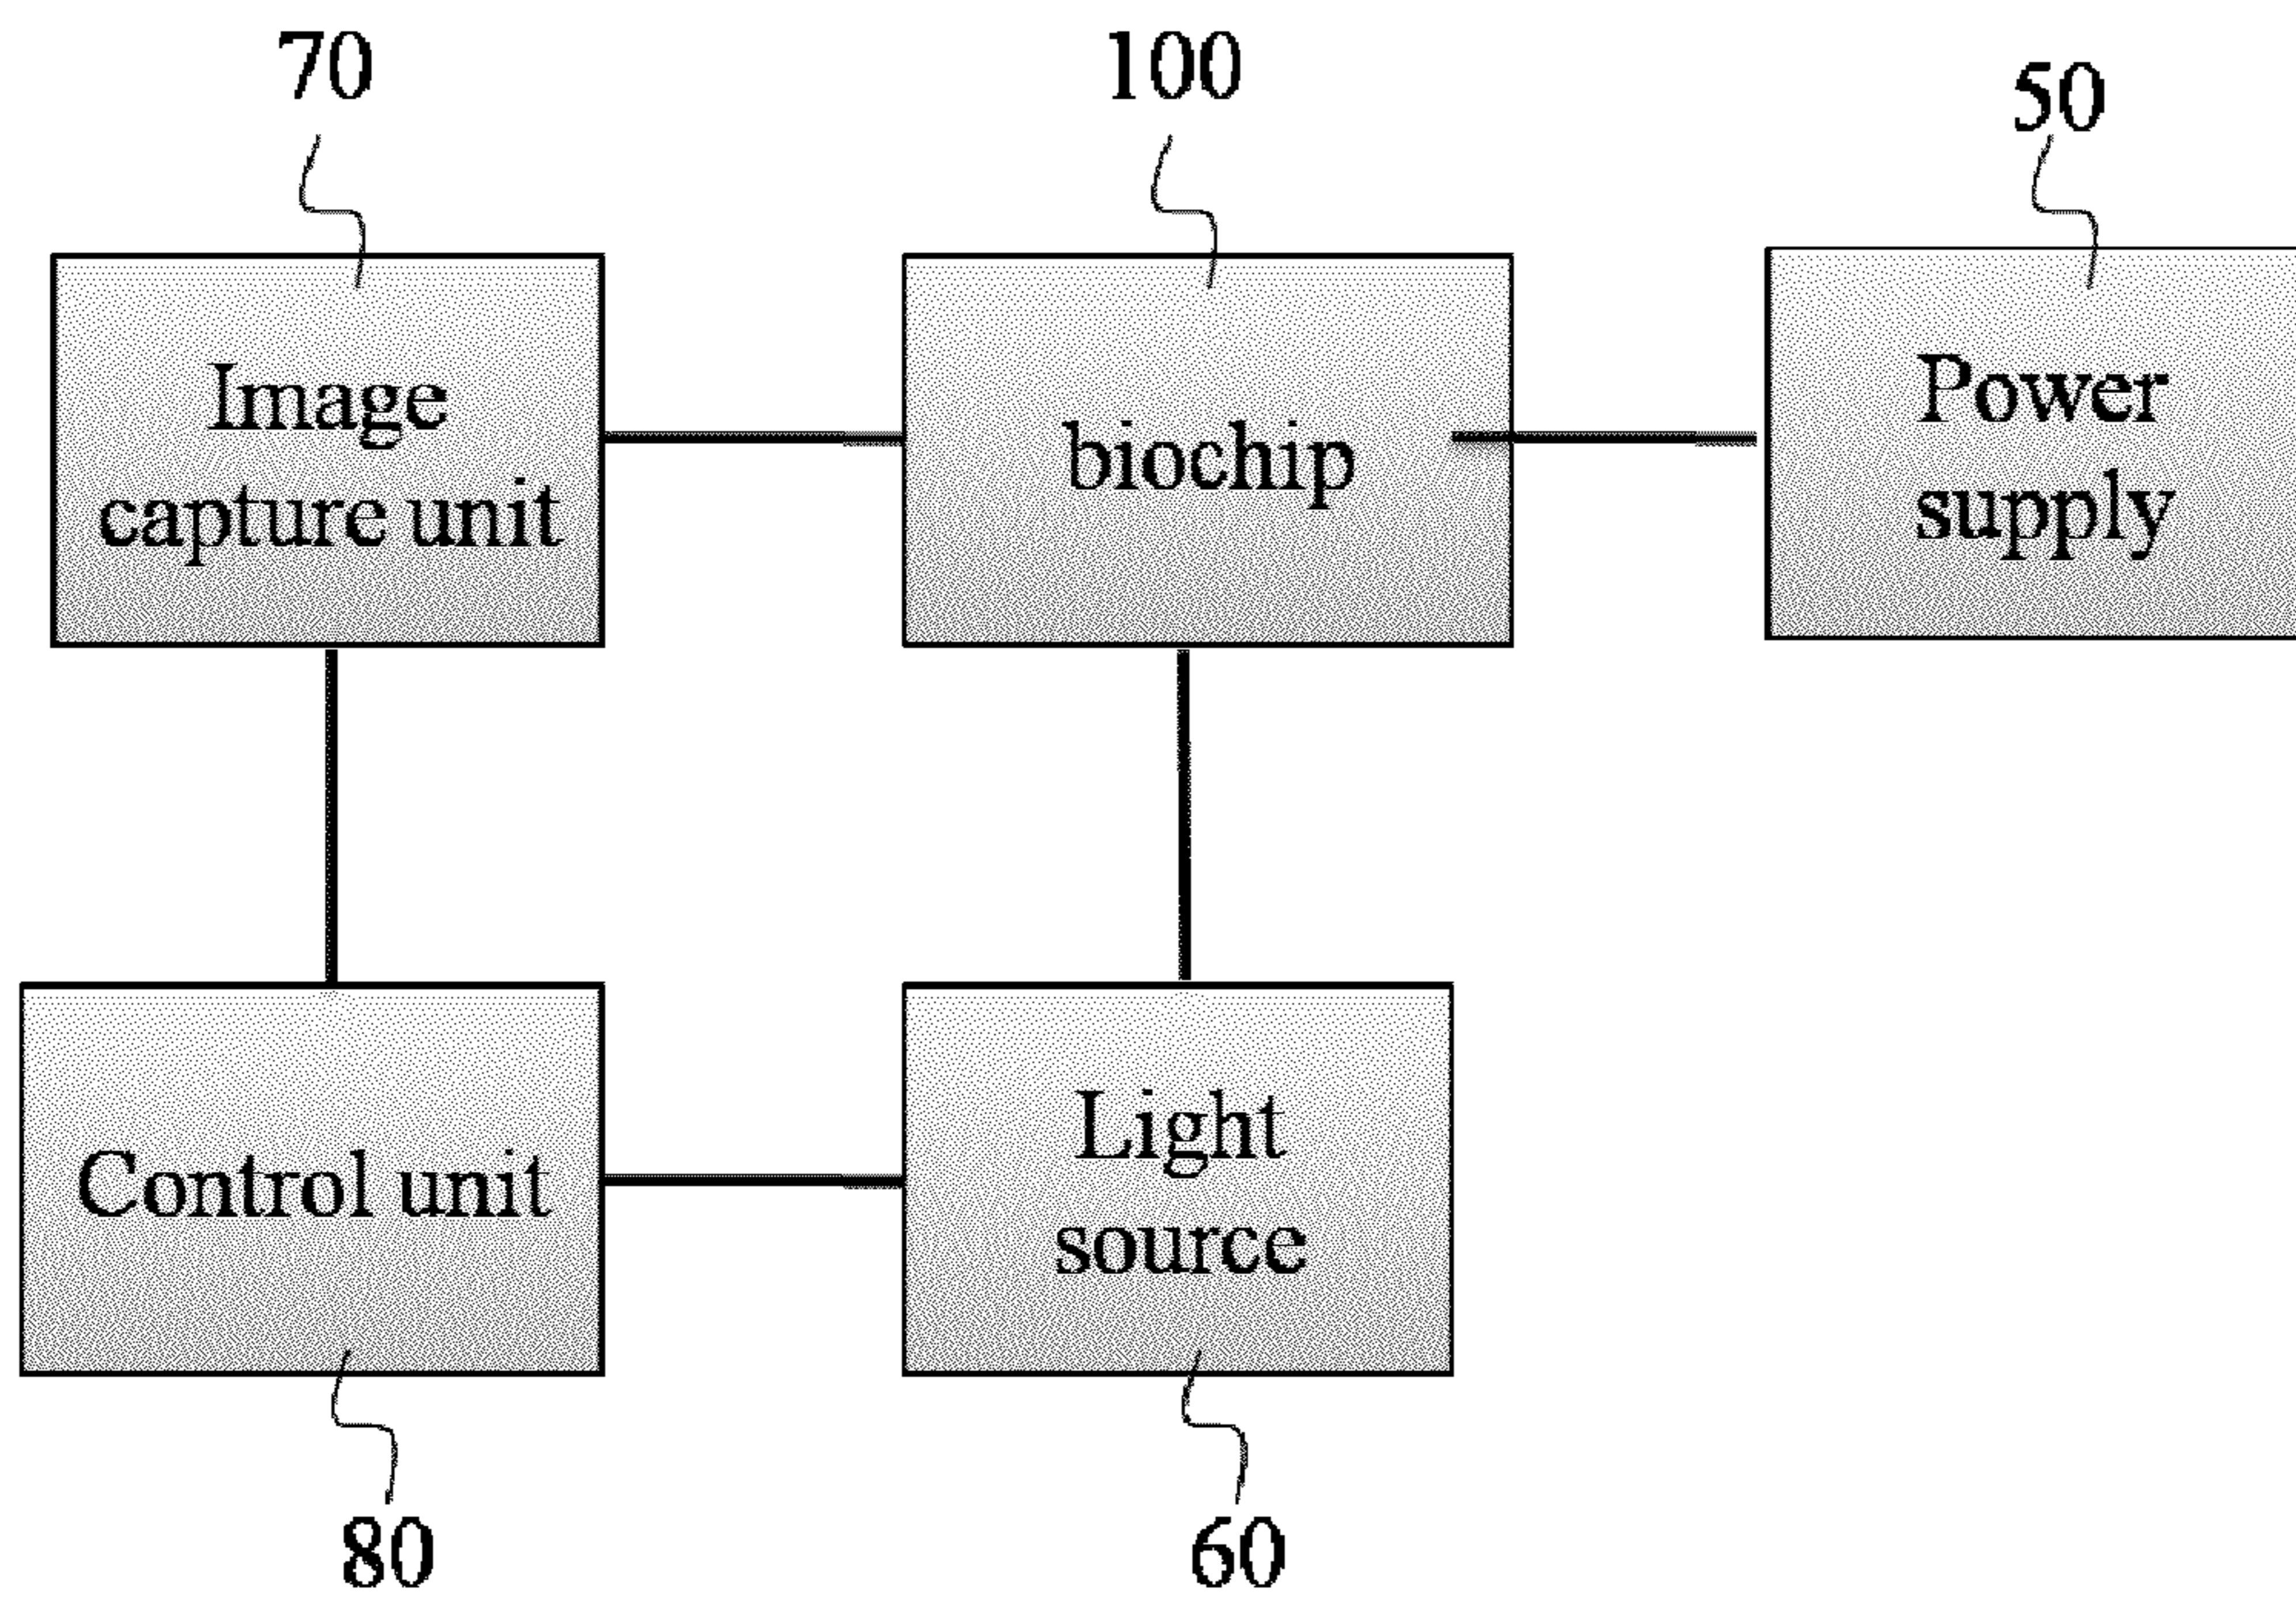 70
100
50
Image
capture unit
biochip
Power
supply
Control unit
Light
source
80
60